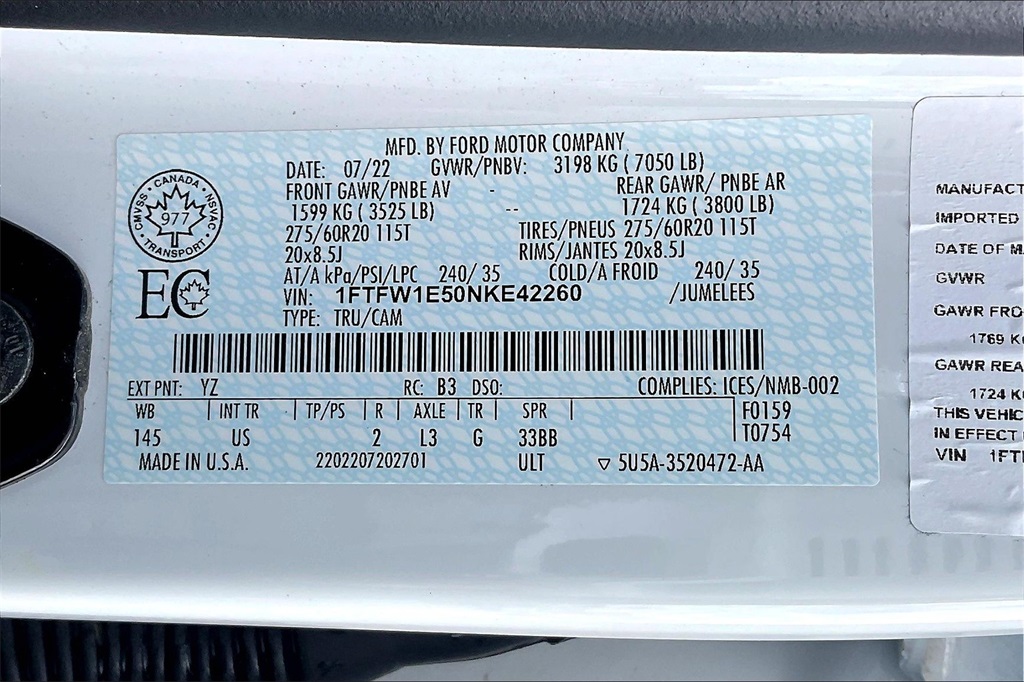 MFD. BY FORD MOTOR COMPANY
DATE: 07/22 GVWR/PNBV: 3198 KG ( 7050 LB)
FRONT GAWR/PNBE AV - REAR GAWR/ PNBE AR
1599 KG ( 3525 LB) -- 1724 KG ( 3800 LB)
275/60R20 115T TIRES/PNEUS 275/60R20 115T
20x8.5J RIMS/JANTES 20x8.5J
AT/A kPa/PSI/LPC 240/ 35 COLD/A FROID 240/ 35
VIN: 1FTFW1E50NKE42260 /JUMELEES
TYPE: TRU/CAM
CMVSS · CANADA · NSVAC · TRANSPORT ·
977
EC
EXT PNT: YZ RC: B3 DSO: COMPLIES: ICES/NMB-002
WB | INT TR | TP/PS | R | AXLE | TR | SPR | F0159
145 US 2 L3 G 33BB T0754
MADE IN U.S.A. 2202207202701 ULT ▽ 5U5A-3520472-AA
MANUFACT
IMPORTED
DATE OF M
GVWR
GAWR FRO
1769 K
GAWR REA
1724 K
THIS VEHIC
IN EFFECT
VIN 1FT